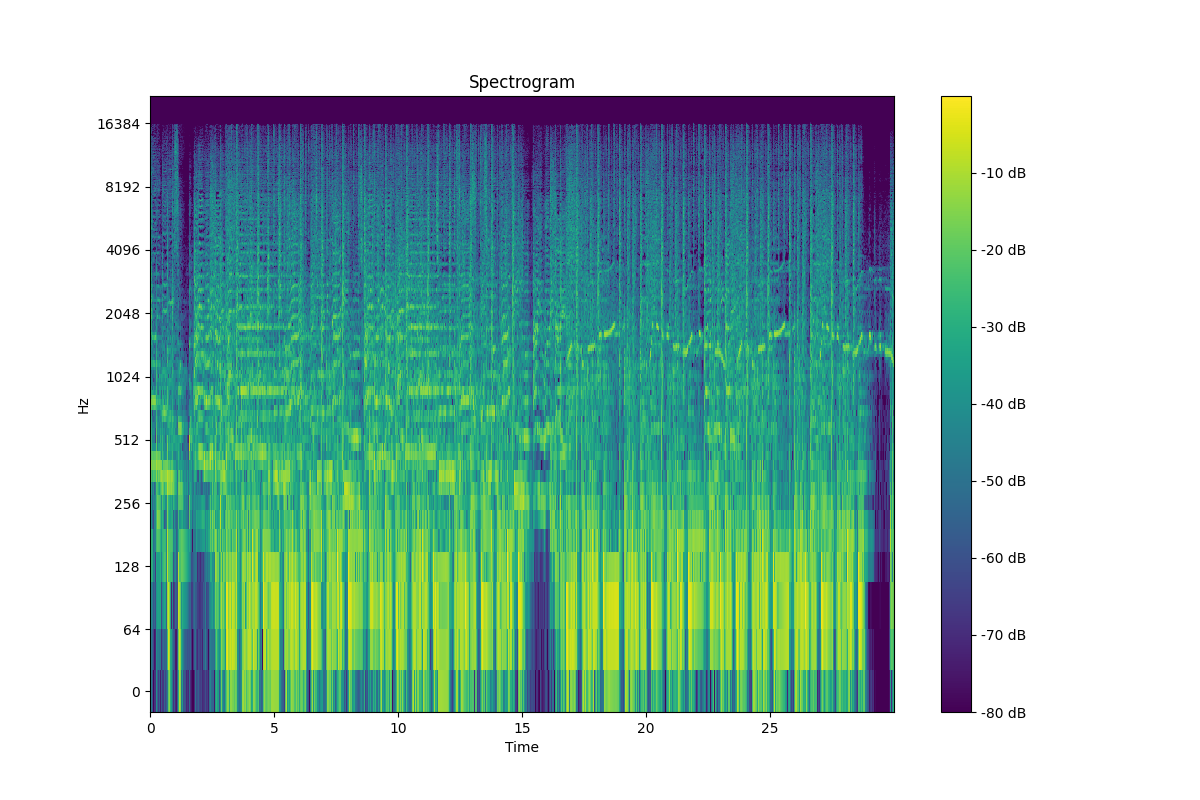 Spectrogram
16384
8192
4096
2048
1024
512
256
128
64
0
Hz
0
5
10
15
20
25
Time
-10 dB
-20 dB
-30 dB
-40 dB
-50 dB
-60 dB
-70 dB
-80 dB